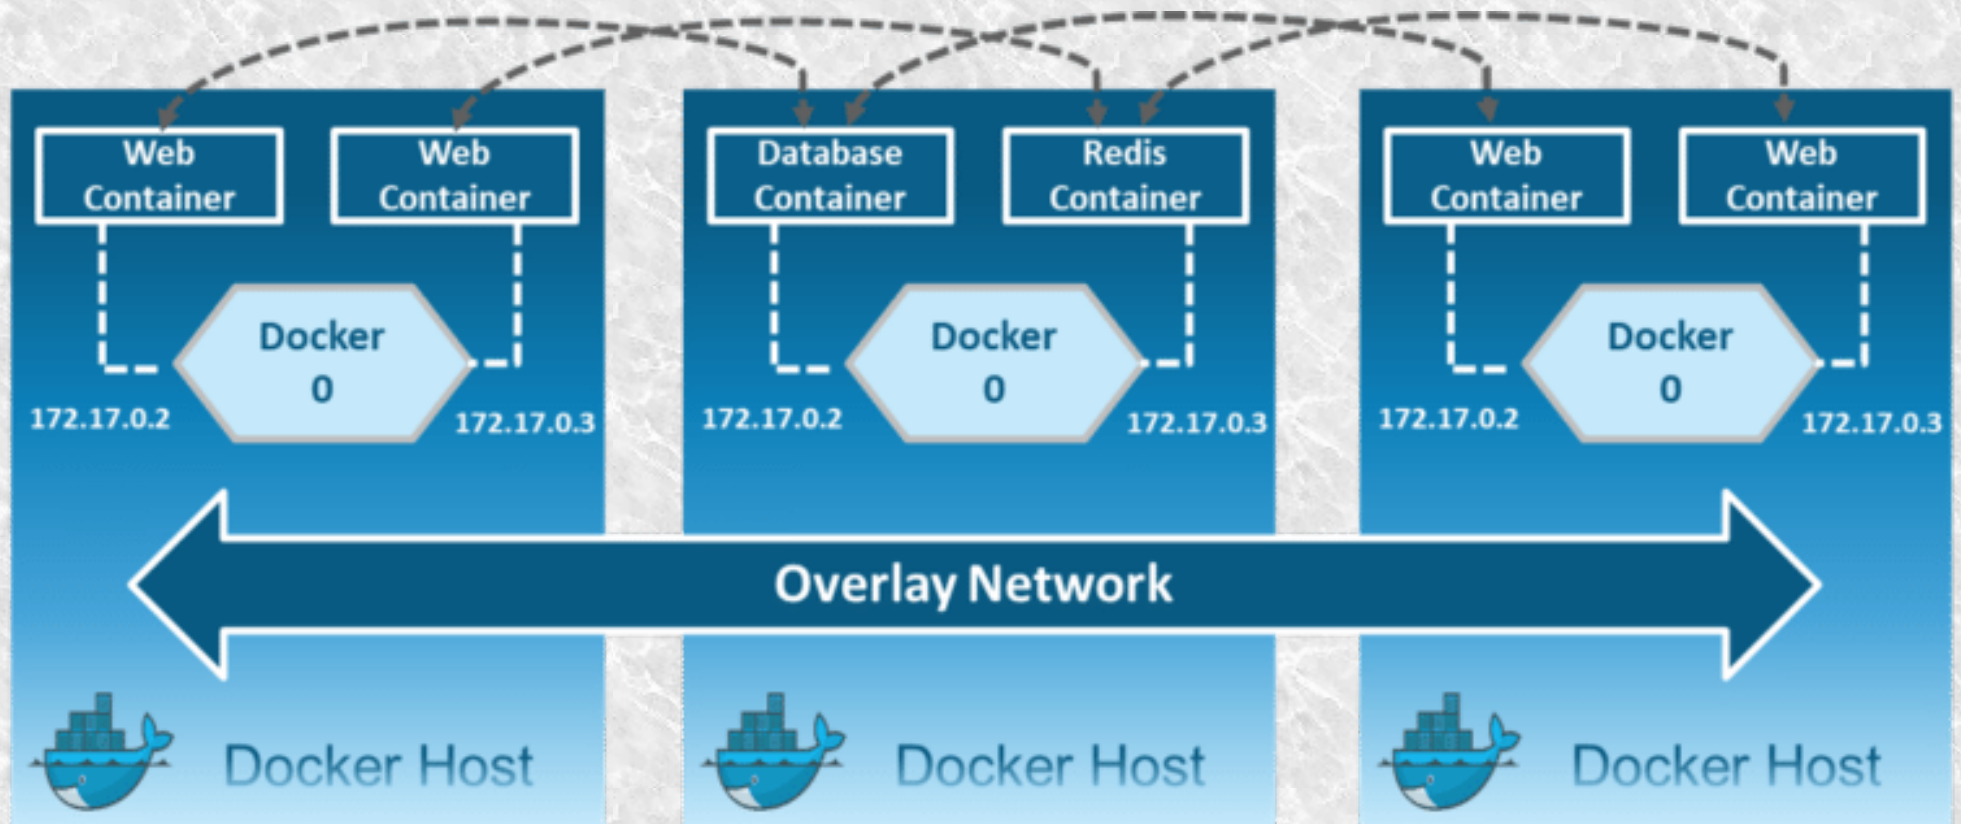 Web
Container
Web
Container
Docker
0
172.17.0.2
172.17.0.3
Database
Container
Redis
Container
Docker
0
172.17.0.2
172.17.0.3
Web
Container
Web
Container
Docker
0
172.17.0.2
172.17.0.3
Overlay Network
Docker Host
Docker Host
Docker Host